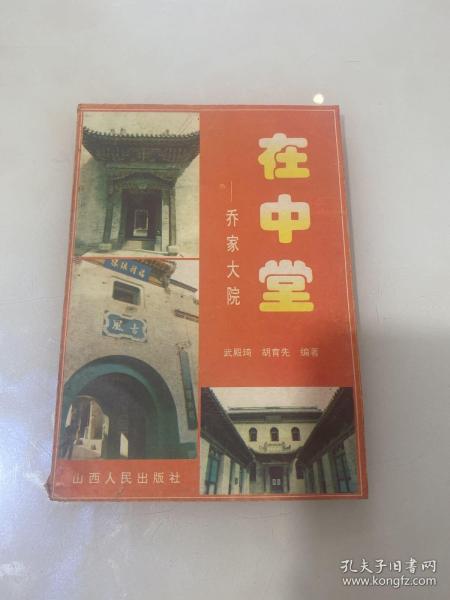 在中堂
——乔家大院
武殿琦 胡育先 编著
古风
山西人民出版社
孔夫子旧书网
www.kongfz.com